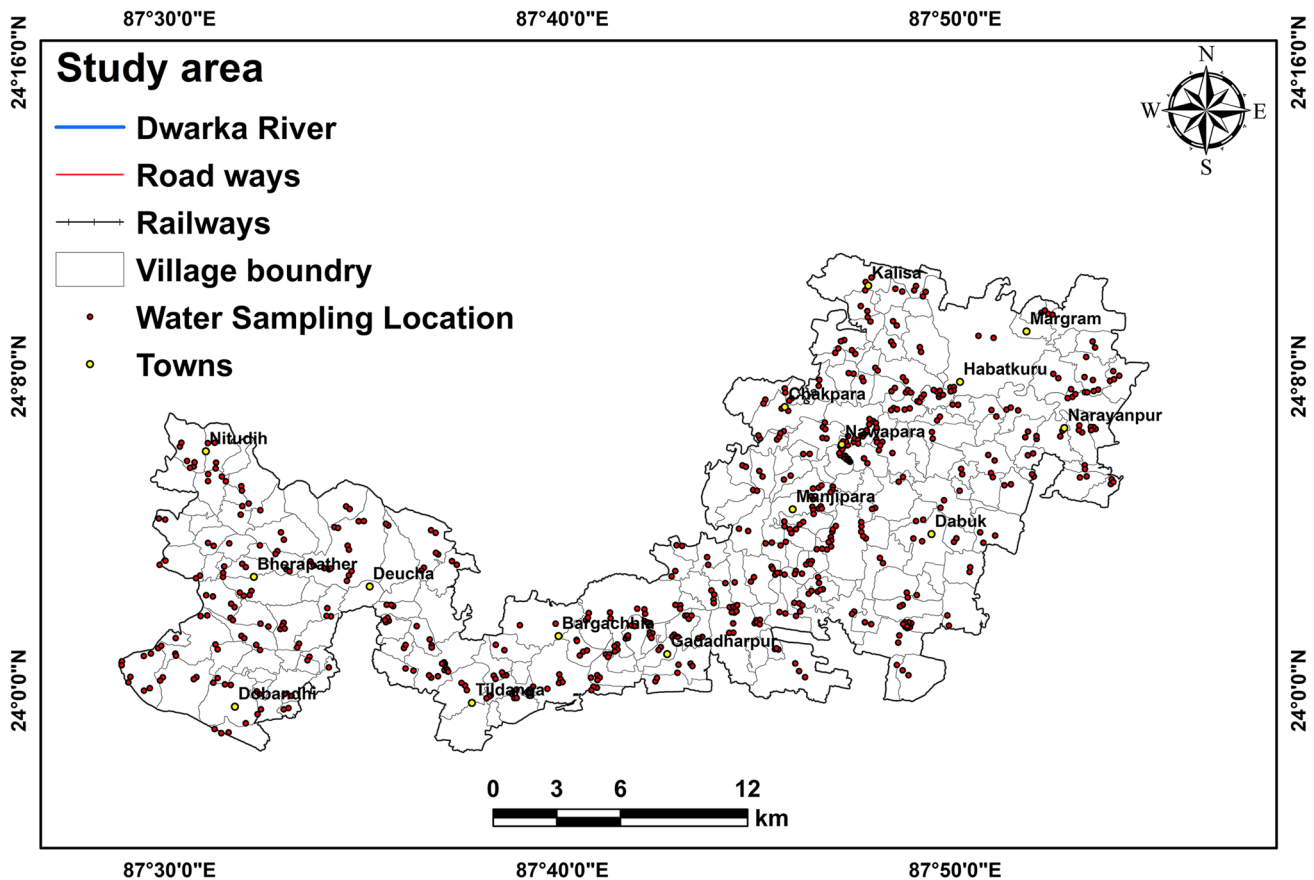 87°30'0"E
87°40'0"E
87°50'0"E
24°16'0"N
24°16'0"N
Study area
N
W
E
S
Dwarka River
Road ways
Railways
Village boundry
Water Sampling Location
Towns
Kalisa
Margram
24°8'0"N
24°8'0"N
Habatkuru
Chakpara
Narayanpur
Nawapara
Nitudih
Manjipara
Dabuk
Bherapather
Deucha
Bargachhla
Gadadharpur
24°0'0"N
24°0'0"N
Tildanga
Dobandhi
0
3
6
12
km
87°30'0"E
87°40'0"E
87°50'0"E